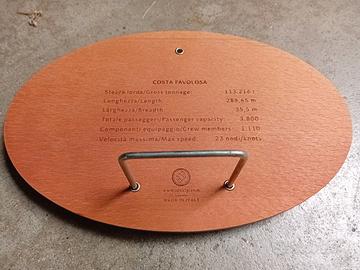 COSTA FAVOLOSA
Stazza lorda/Gross tonnage: 113.216 t
Lunghezza/Length: 289,65 m
Larghezza/Breadth: 35,5 m
Totale passeggeri/Passenger capacity: 3.800
Componenti equipaggio/Crew members: 1.110
Velocità massima/Max speed: 23 nodi/knots
MADE IN ITALY